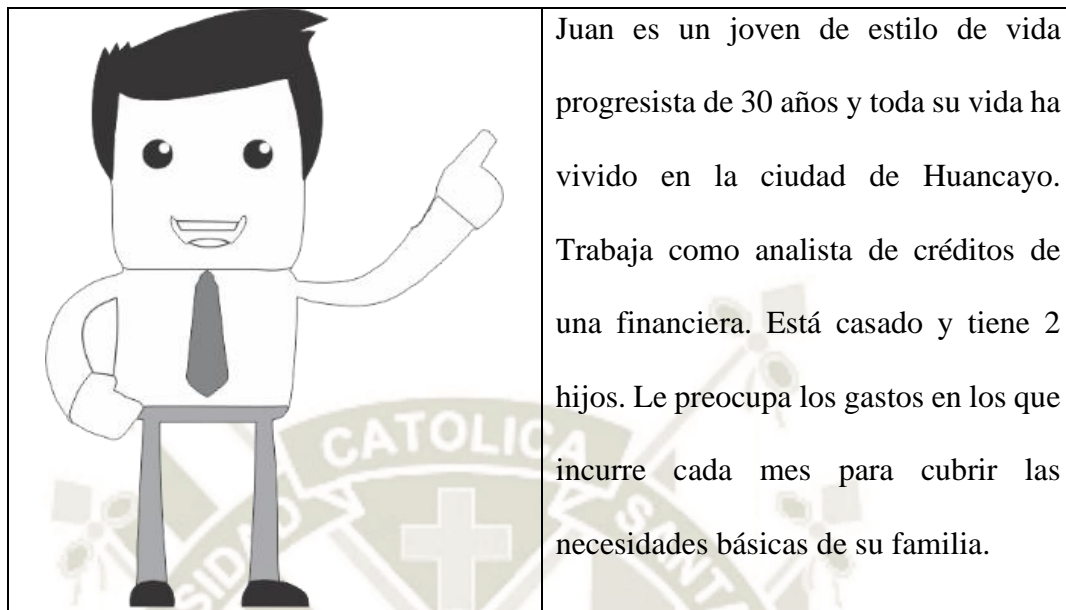 Juan es un joven de estilo de vida
progresista de 30 años y toda su vida ha
vivido en la ciudad de Huancayo.
Trabaja como analista de créditos de
una financiera. Está casado y tiene 2
hijos. Le preocupa los gastos en los que
incurre cada mes para cubrir las
necesidades básicas de su familia.
CATOLICA
SIDAD
SANTA